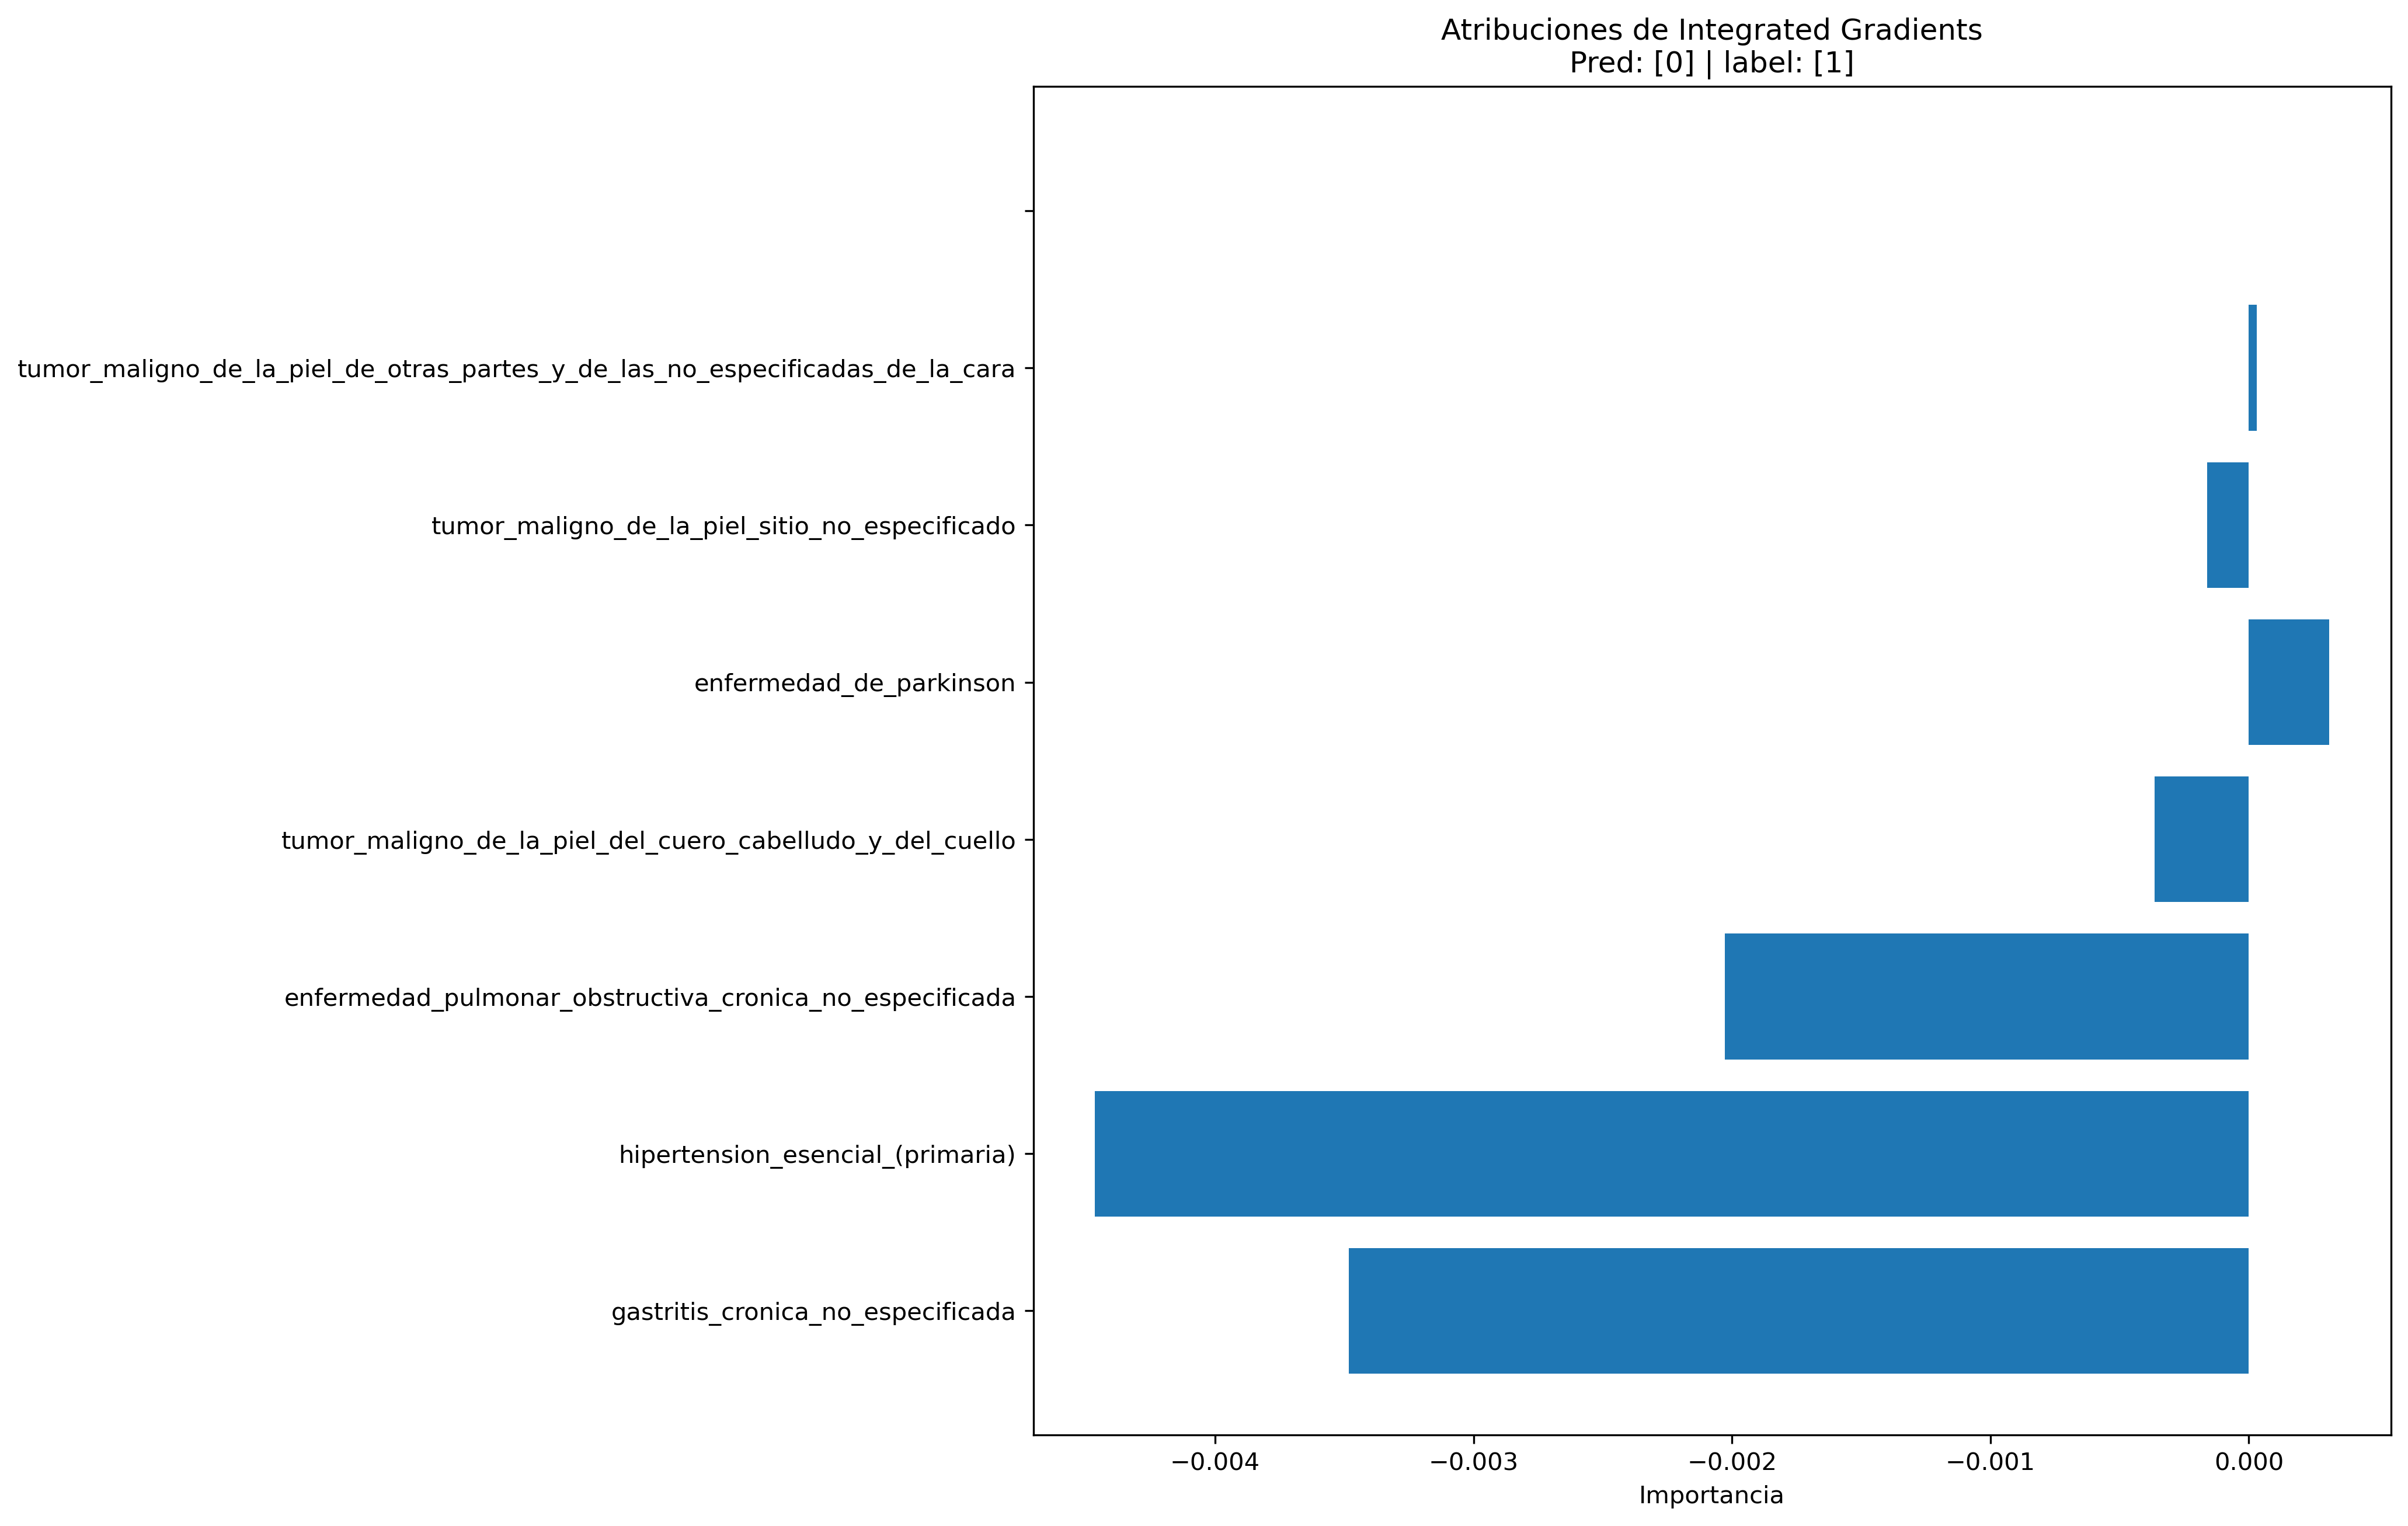 Atribuciones de Integrated Gradients
Pred: [0] | label: [1]
tumor_maligno_de_la_piel_de_otras_partes_y_de_las_no_especificadas_de_la_cara
tumor_maligno_de_la_piel_sitio_no_especificado
enfermedad_de_parkinson
tumor_maligno_de_la_piel_del_cuero_cabelludo_y_del_cuello
enfermedad_pulmonar_obstructiva_cronica_no_especificada
hipertension_esencial_(primaria)
gastritis_cronica_no_especificada
−0.004 −0.003 −0.002 −0.001 0.000
Importancia